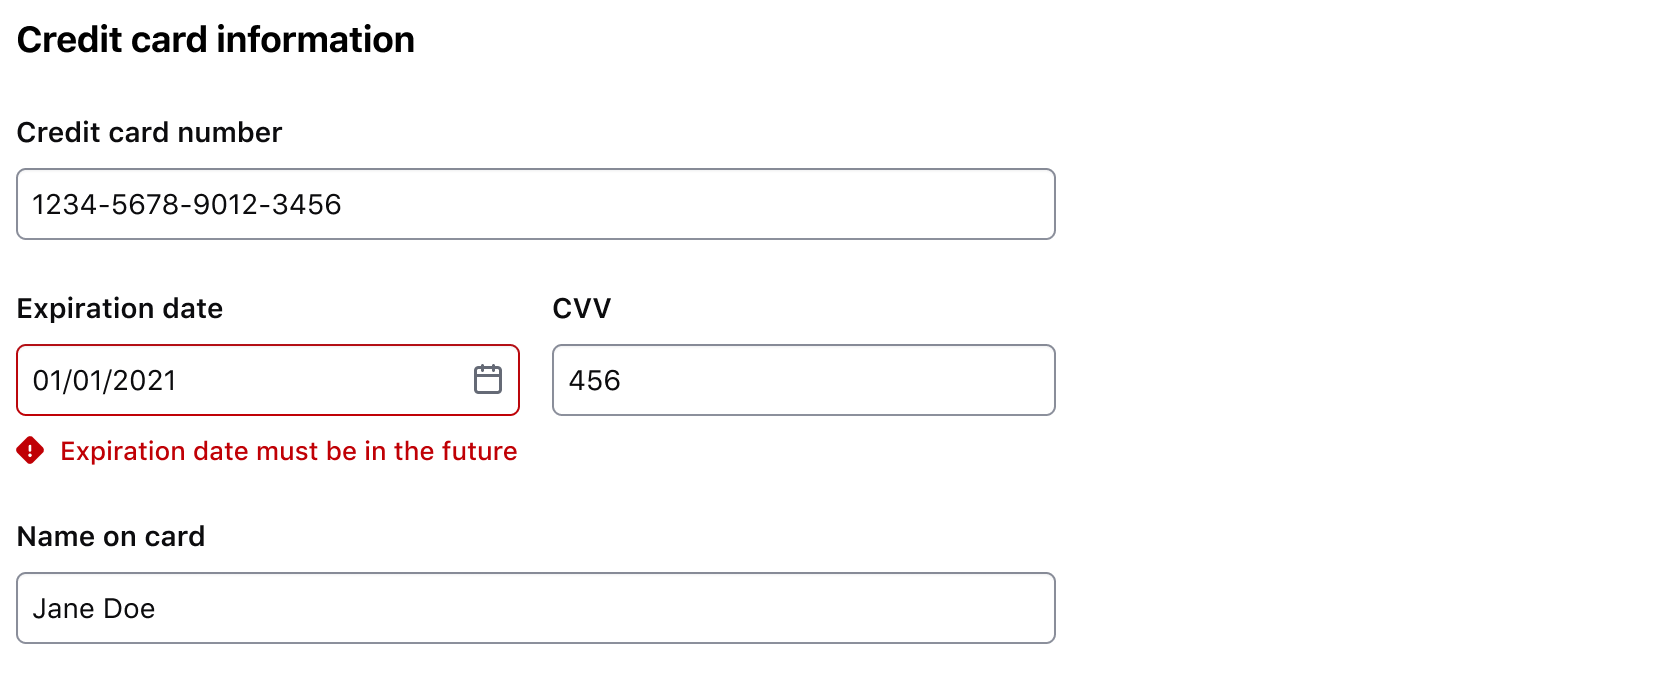 Credit card information
Credit card number
1234-5678-9012-3456
Expiration date
CVV
01/01/2021
456
Expiration date must be in the future
Name on card
Jane Doe